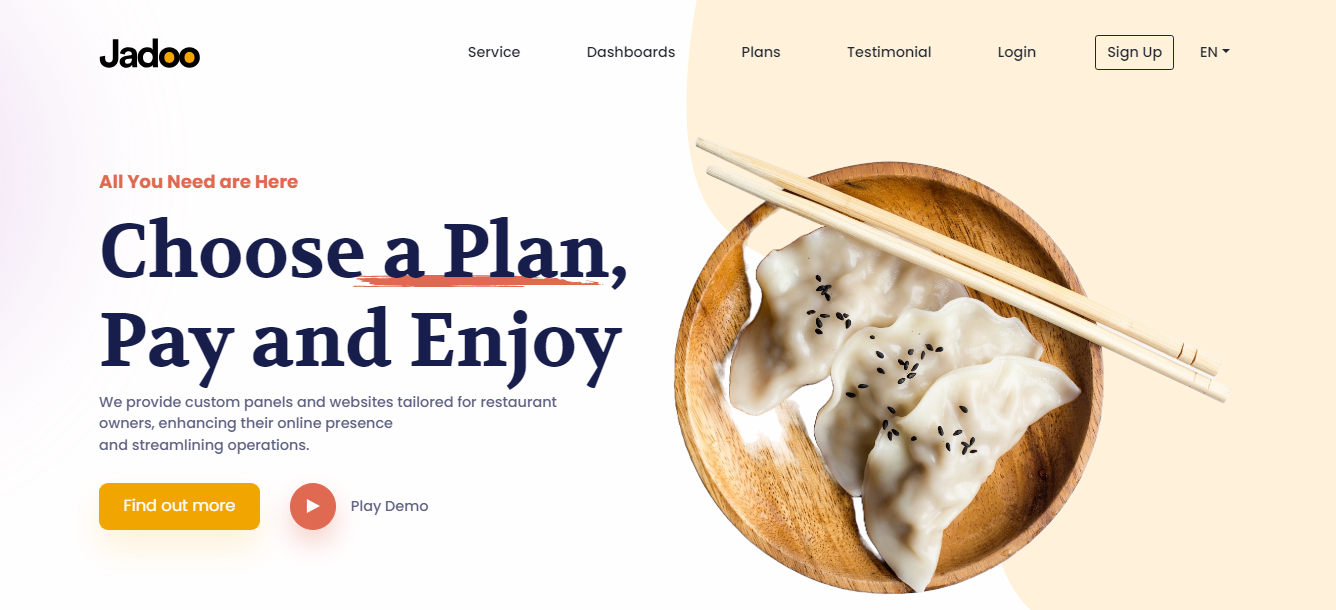 Jadoo
Service Dashboards Plans Testimonial Login Sign Up EN
All You Need are Here
Choose a Plan,
Pay and Enjoy
We provide custom panels and websites tailored for restaurant
owners, enhancing their online presence
and streamlining operations.
Find out more Play Demo